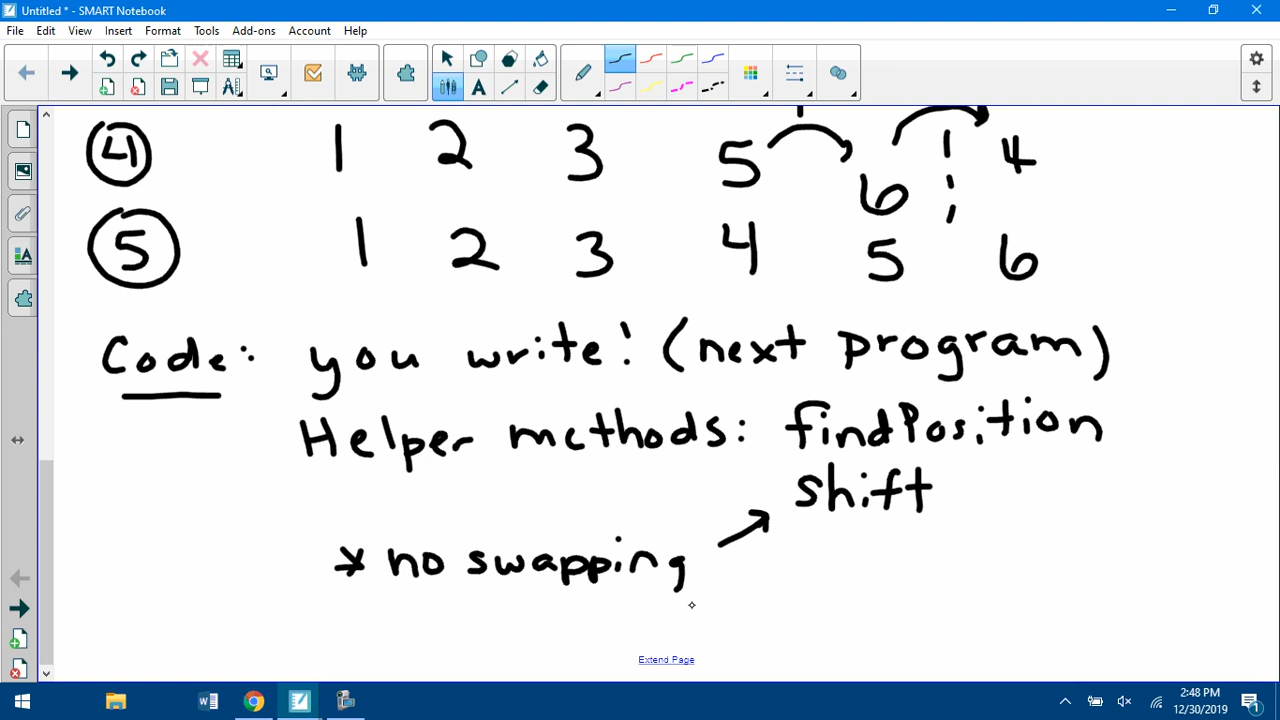 Untitled * - SMART Notebook
File Edit View Insert Format Tools Add-ons Account Help
4 1 2 3 5 6 4
5 1 2 3 4 5 6
Code: you write! (next program)
Helper methods: findPosition
shift
* no swapping
Extend Page
2:48 PM
12/30/2019